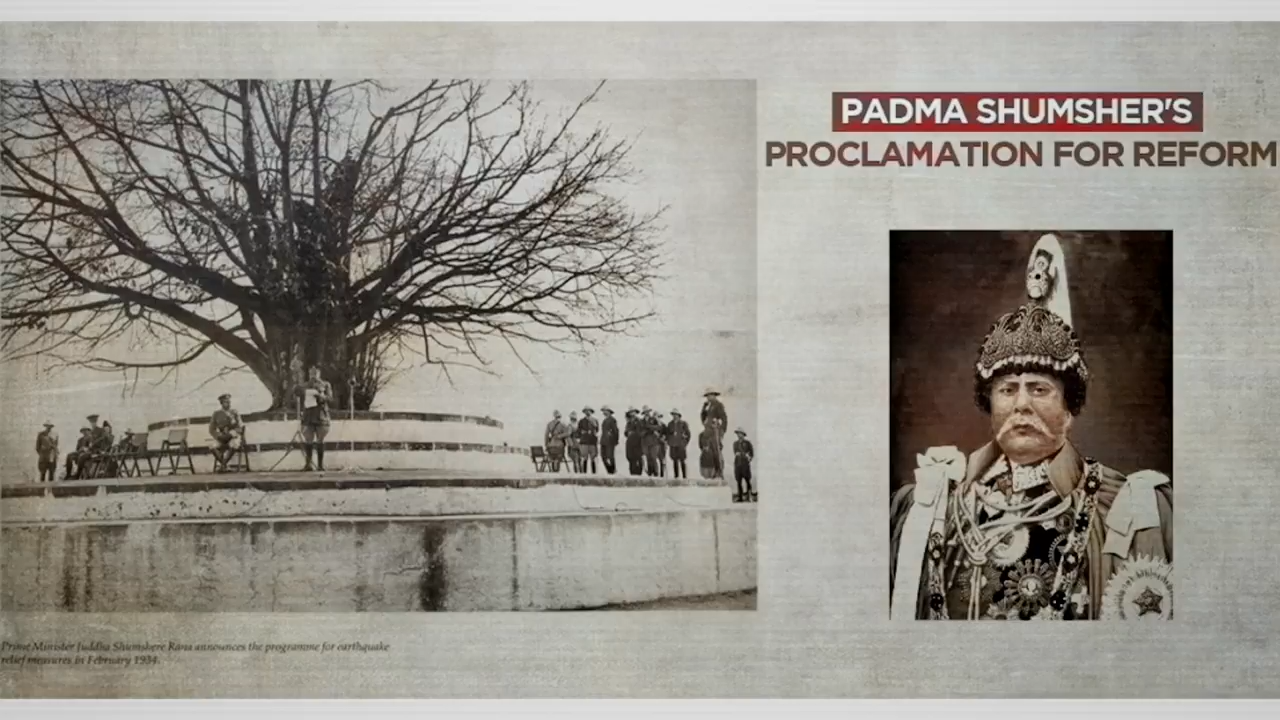 PADMA SHUMSHER'S
PROCLAMATION FOR REFORM
Prime Minister Juddha Shumshere Rana announces the programme for earthquake
relief measures in February 1934.